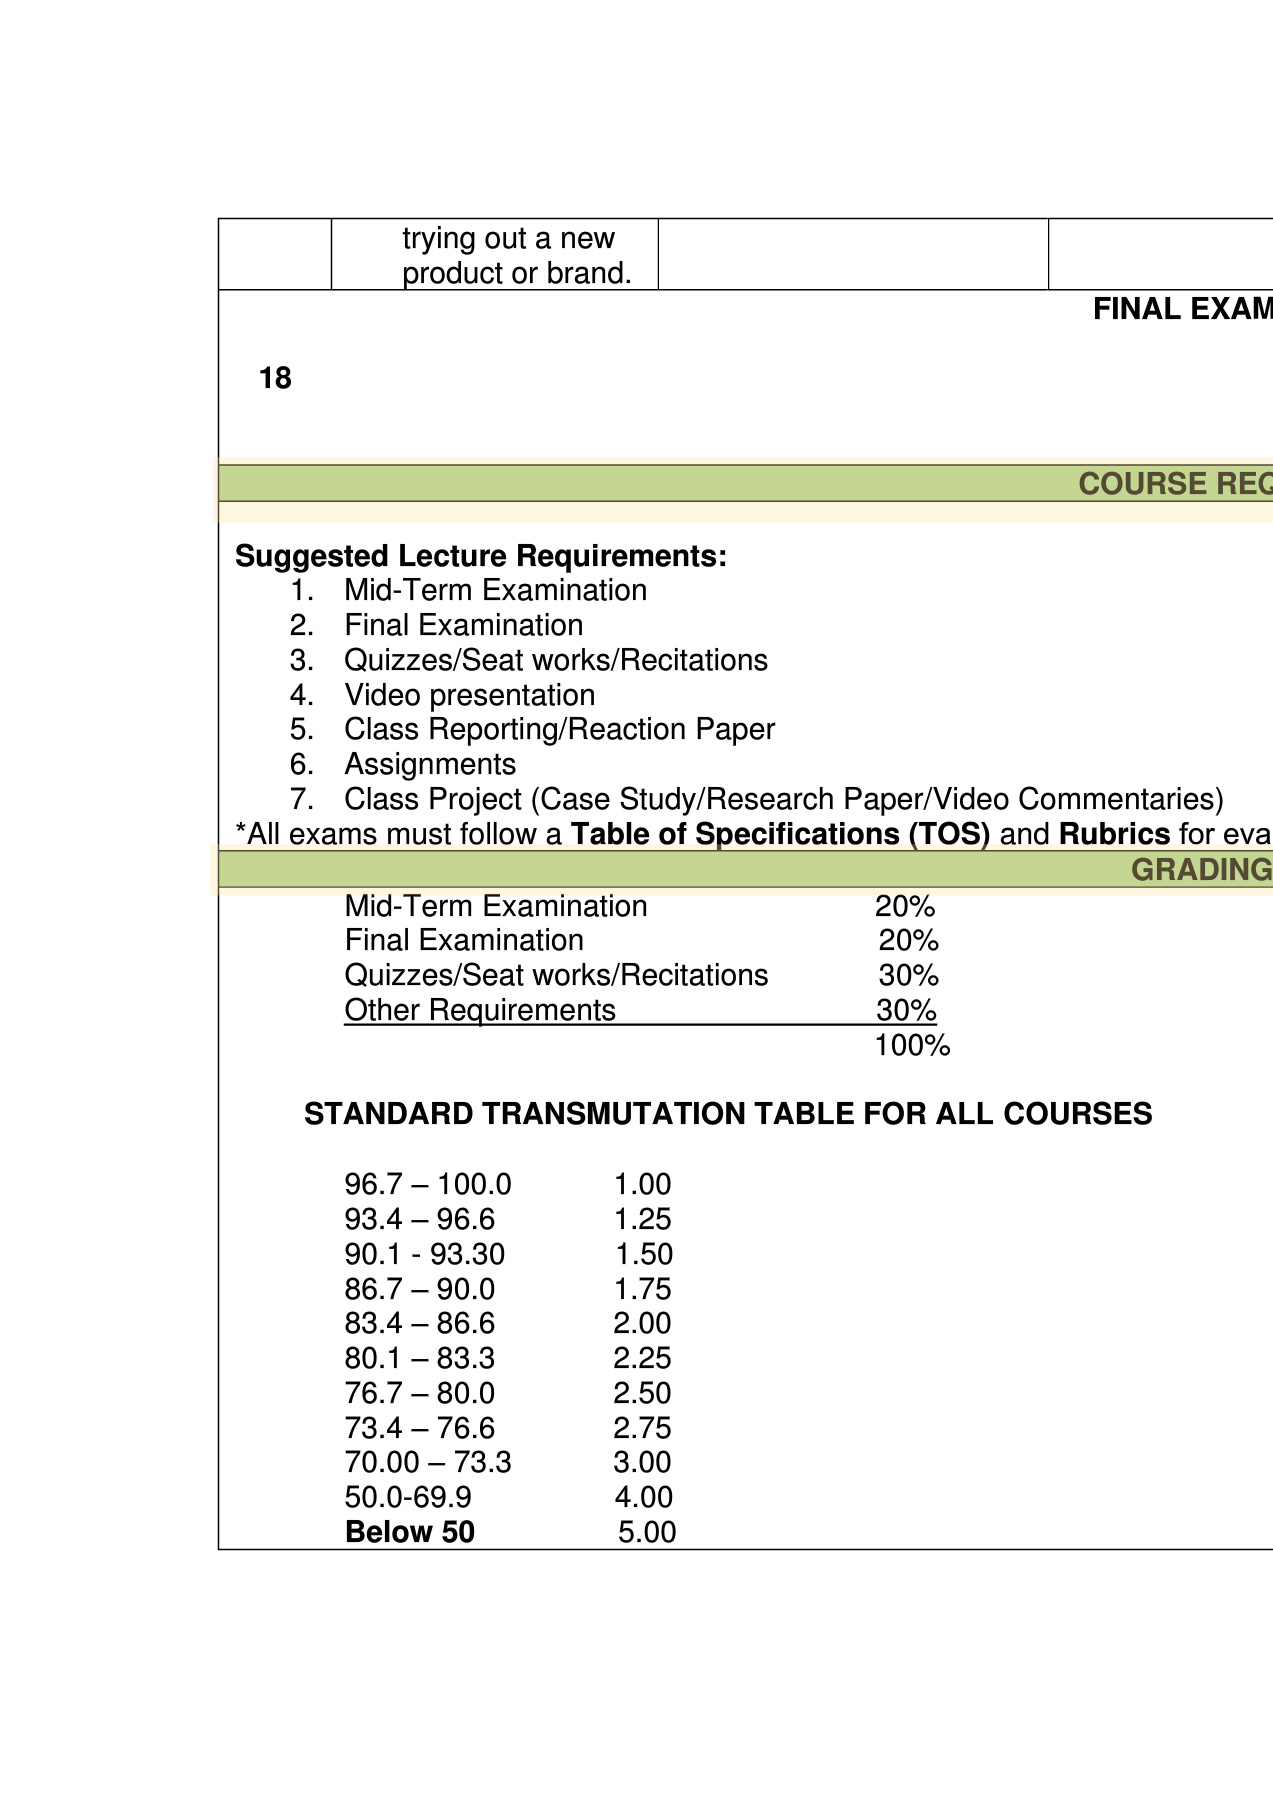 trying out a new
product or brand.
FINAL EXAM
18
COURSE REQ
Suggested Lecture Requirements:
1. Mid-Term Examination
2. Final Examination
3. Quizzes/Seat works/Recitations
4. Video presentation
5. Class Reporting/Reaction Paper
6. Assignments
7. Class Project (Case Study/Research Paper/Video Commentaries)
*All exams must follow a Table of Specifications (TOS) and Rubrics for eva
GRADING
Mid-Term Examination 20%
Final Examination 20%
Quizzes/Seat works/Recitations 30%
Other Requirements 30%
100%
STANDARD TRANSMUTATION TABLE FOR ALL COURSES
96.7 – 100.0 1.00
93.4 – 96.6 1.25
90.1 - 93.30 1.50
86.7 – 90.0 1.75
83.4 – 86.6 2.00
80.1 – 83.3 2.25
76.7 – 80.0 2.50
73.4 – 76.6 2.75
70.00 – 73.3 3.00
50.0-69.9 4.00
Below 50 5.00